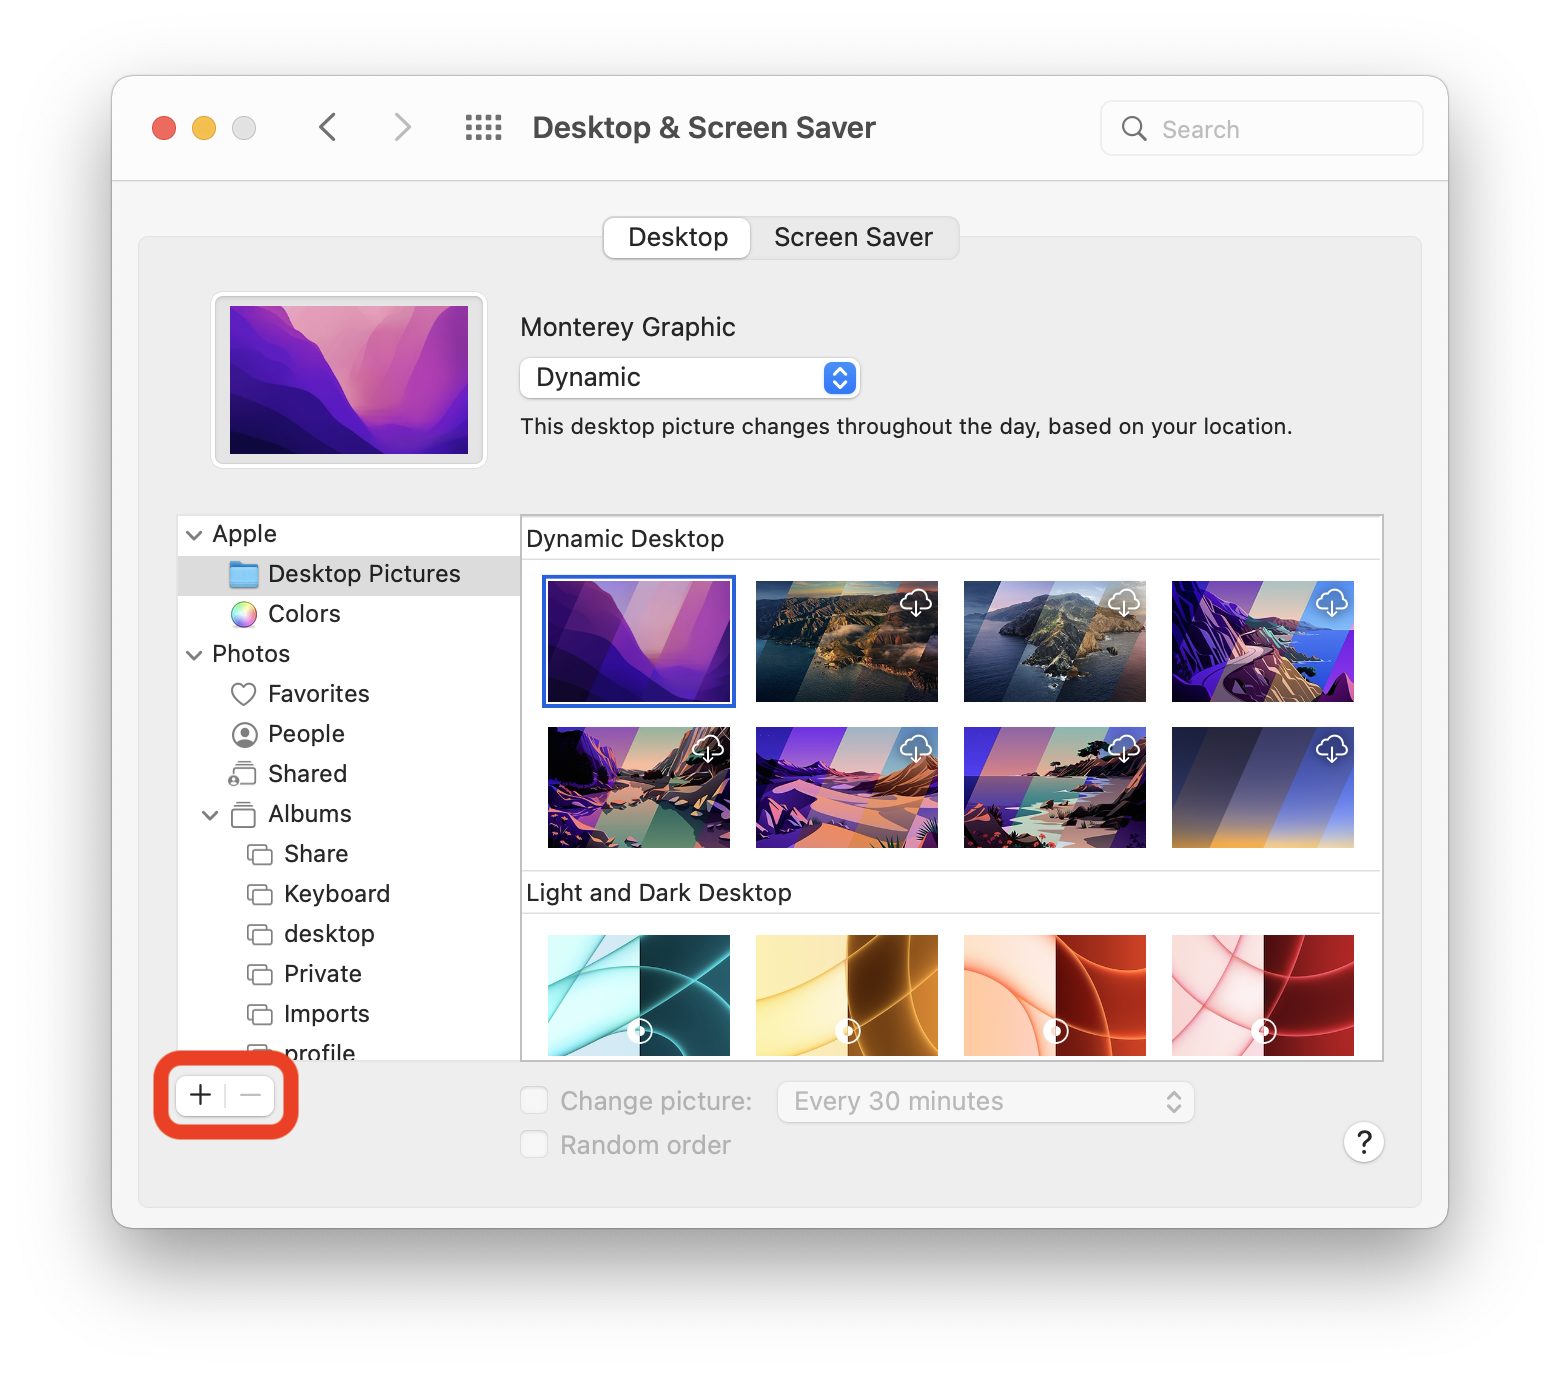 Desktop & Screen Saver
Search
Desktop
Screen Saver
Monterey Graphic
Dynamic
This desktop picture changes throughout the day, based on your location.
Apple
Desktop Pictures
Colors
Photos
Favorites
People
Shared
Albums
Share
Keyboard
desktop
Private
Imports
profile
Dynamic Desktop
Light and Dark Desktop
Change picture:
Every 30 minutes
Random order
?